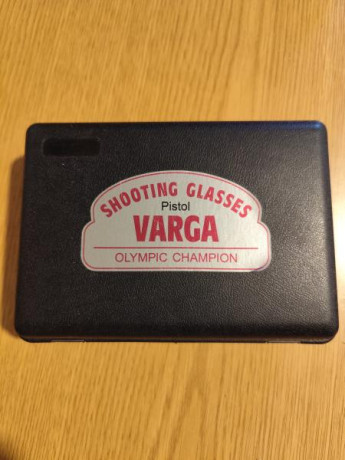 SHOOTING GLASSES
Pistol
VARGA
OLYMPIC CHAMPION